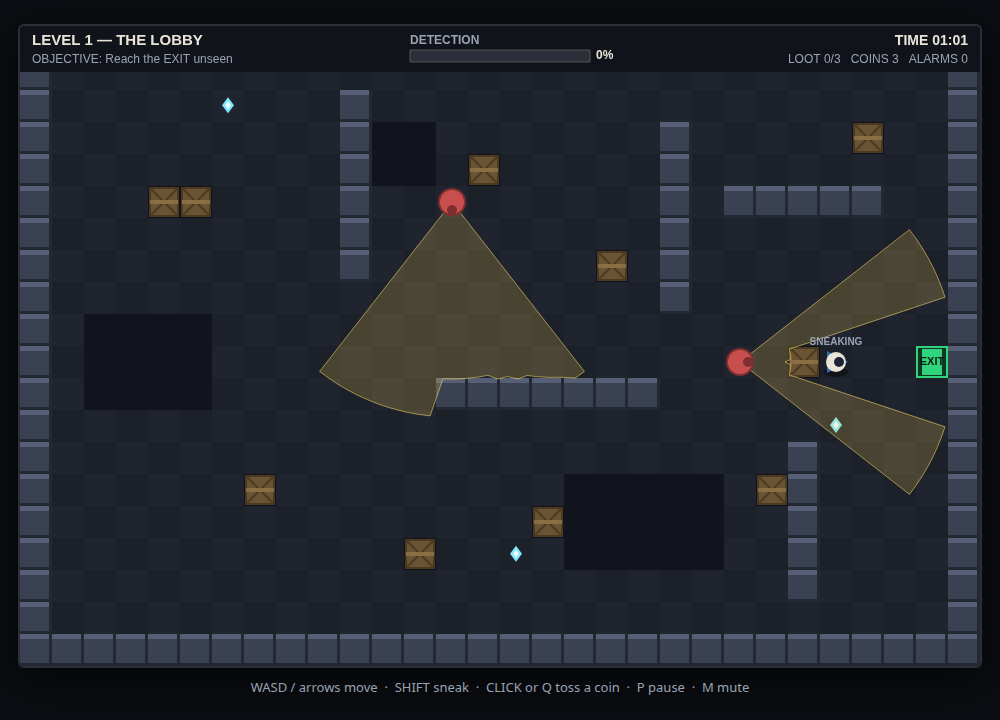 LEVEL 1 — THE LOBBY
OBJECTIVE: Reach the EXIT unseen
DETECTION
0%
TIME 01:01
LOOT 0/3 COINS 3 ALARMS 0
SNEAKING
EXIT
WASD / arrows move · SHIFT sneak · CLICK or Q toss a coin · P pause · M mute